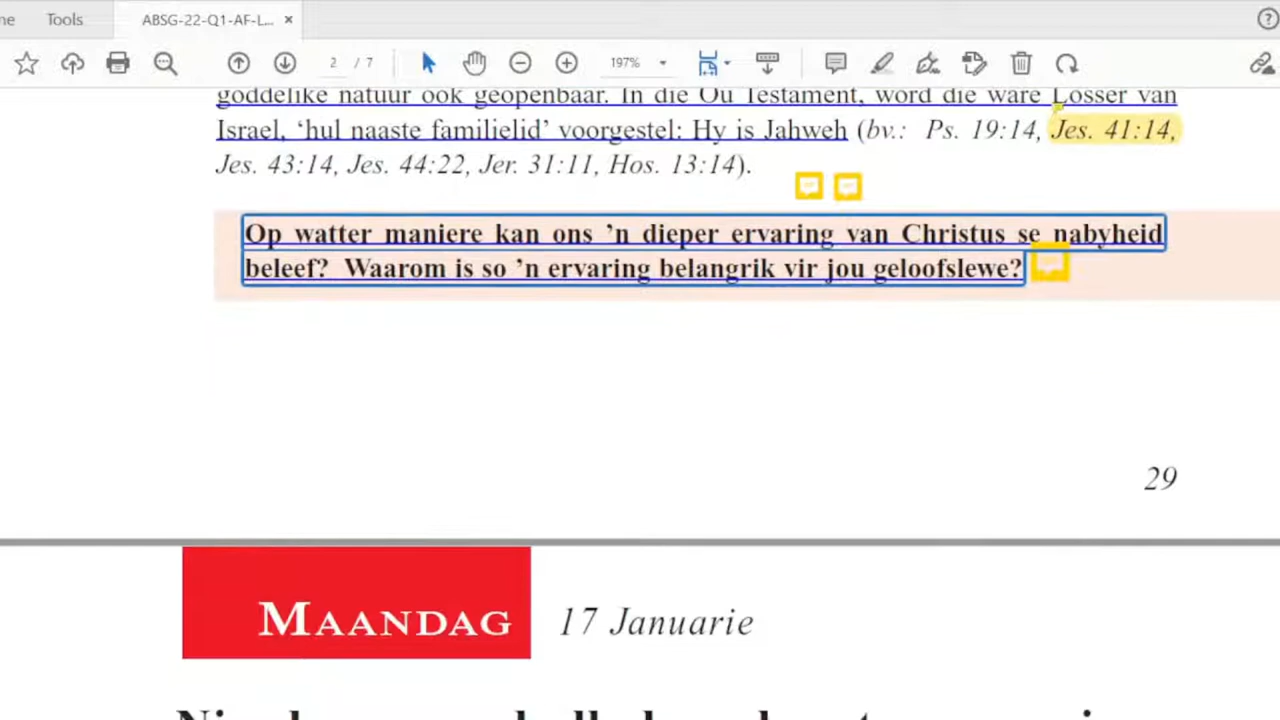 Tools
ABSG-22-Q1-AF-L... ×
2 / 7
197%
goddelike natuur ook geopenbaar. In die Ou Testament, word die ware Losser van
Israel, ‘hul naaste familielid’ voorgestel: Hy is Jahweh (bv.: Ps. 19:14, Jes. 41:14,
Jes. 43:14, Jes. 44:22, Jer. 31:11, Hos. 13:14).
Op watter maniere kan ons ’n dieper ervaring van Christus se nabyheid
beleef? Waarom is so ’n ervaring belangrik vir jou geloofslewe?
29
MAANDAG 17 Januarie